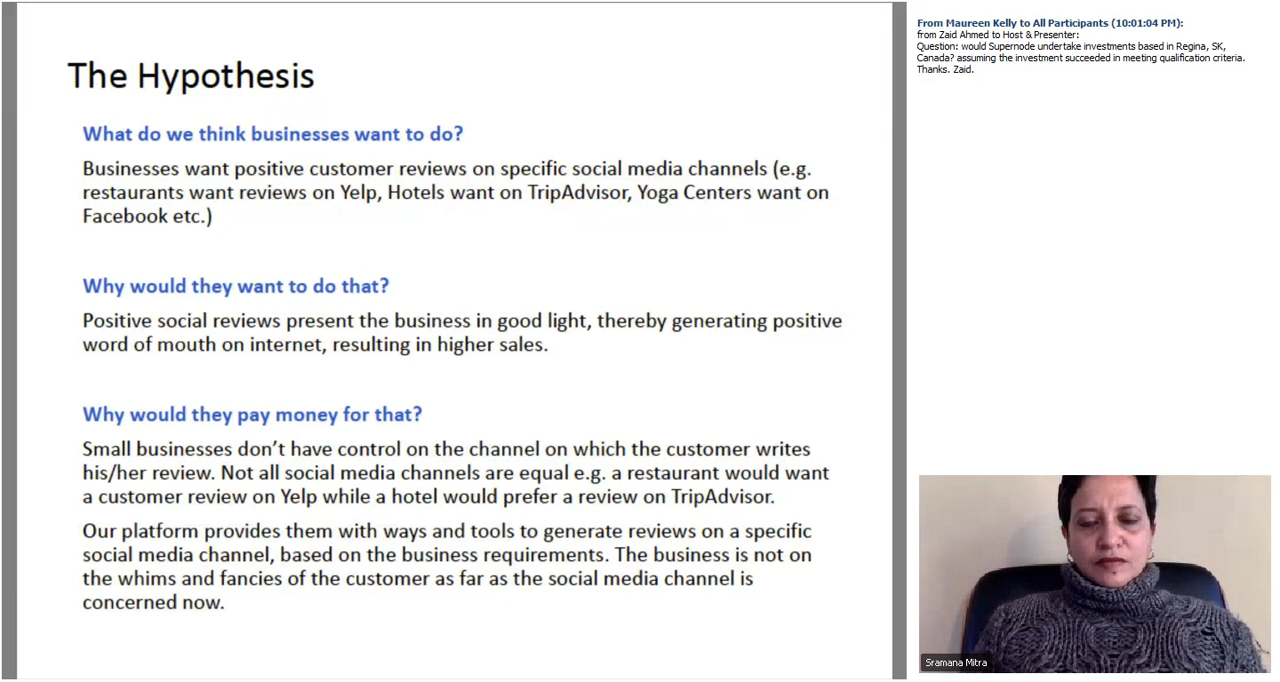 The Hypothesis
What do we think businesses want to do?
Businesses want positive customer reviews on specific social media channels (e.g.
restaurants want reviews on Yelp, Hotels want on TripAdvisor, Yoga Centers want on
Facebook etc.)
Why would they want to do that?
Positive social reviews present the business in good light, thereby generating positive
word of mouth on internet, resulting in higher sales.
Why would they pay money for that?
Small businesses don't have control on the channel on which the customer writes
his/her review. Not all social media channels are equal e.g. a restaurant would want
a customer review on Yelp while a hotel would prefer a review on TripAdvisor.
Our platform provides them with ways and tools to generate reviews on a specific
social media channel, based on the business requirements. The business is not on
the whims and fancies of the customer as far as the social media channel is
concerned now.
From Maureen Kelly to All Participants (10:01:04 PM):
from Zaid Ahmed to Host & Presenter:
Question: would Supernode undertake investments based in Regina, SK,
Canada? assuming the investment succeeded in meeting qualification criteria.
Thanks. Zaid.
Sramana Mitra